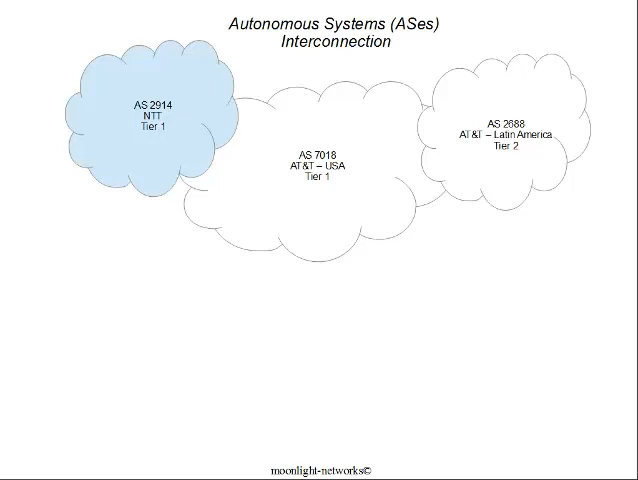 Autonomous Systems (ASes)
Interconnection
AS 2914
NTT
Tier 1
AS 7018
AT&T – USA
Tier 1
AS 2688
AT&T – Latin America
Tier 2
moonlight-networks©